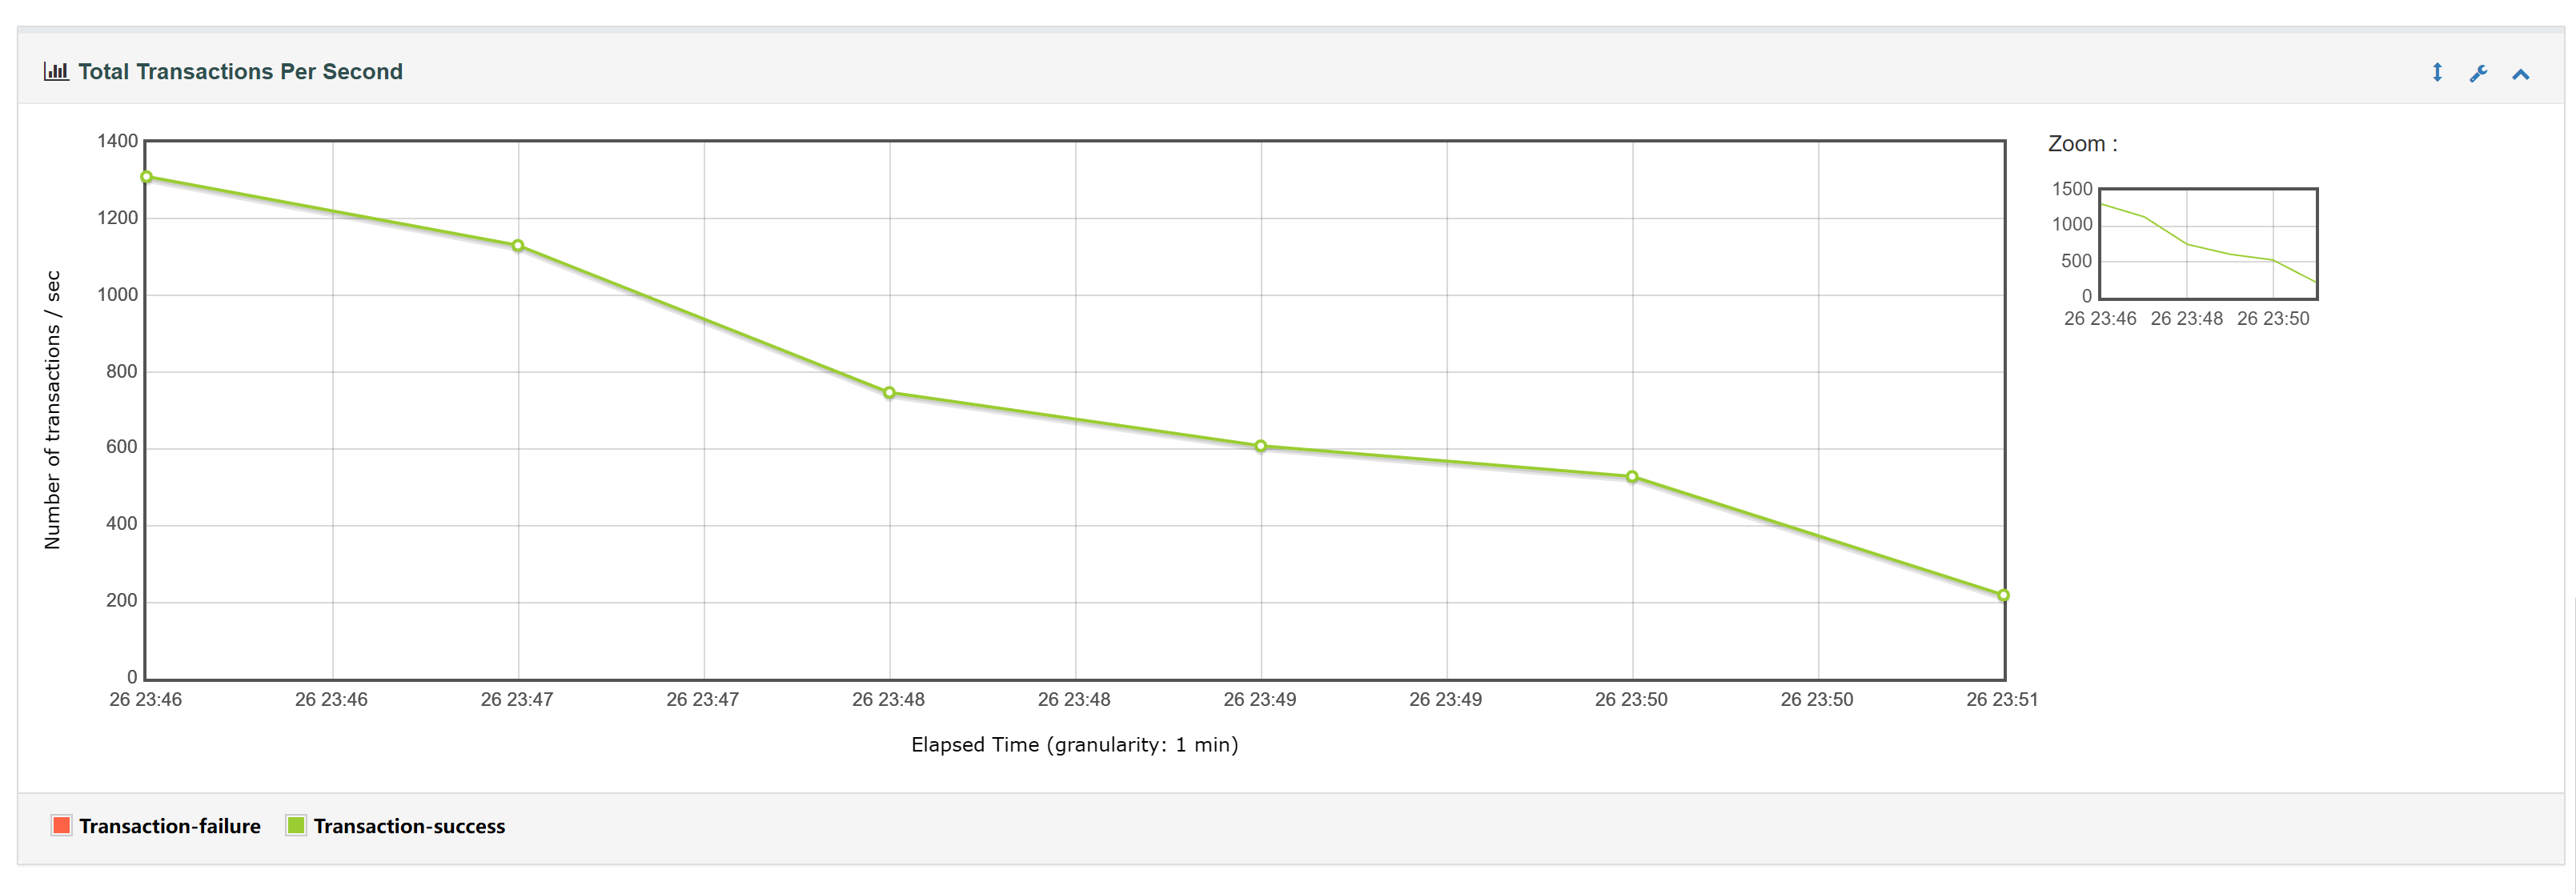 Total Transactions Per Second
Zoom :
1400
1200
1000
800
600
400
200
0
Number of transactions / sec
26 23:46 26 23:46 26 23:47 26 23:47 26 23:48 26 23:48 26 23:49 26 23:49 26 23:50 26 23:50 26 23:51
Elapsed Time (granularity: 1 min)
1500
1000
500
0
26 23:46 26 23:48 26 23:50
Transaction-failure Transaction-success